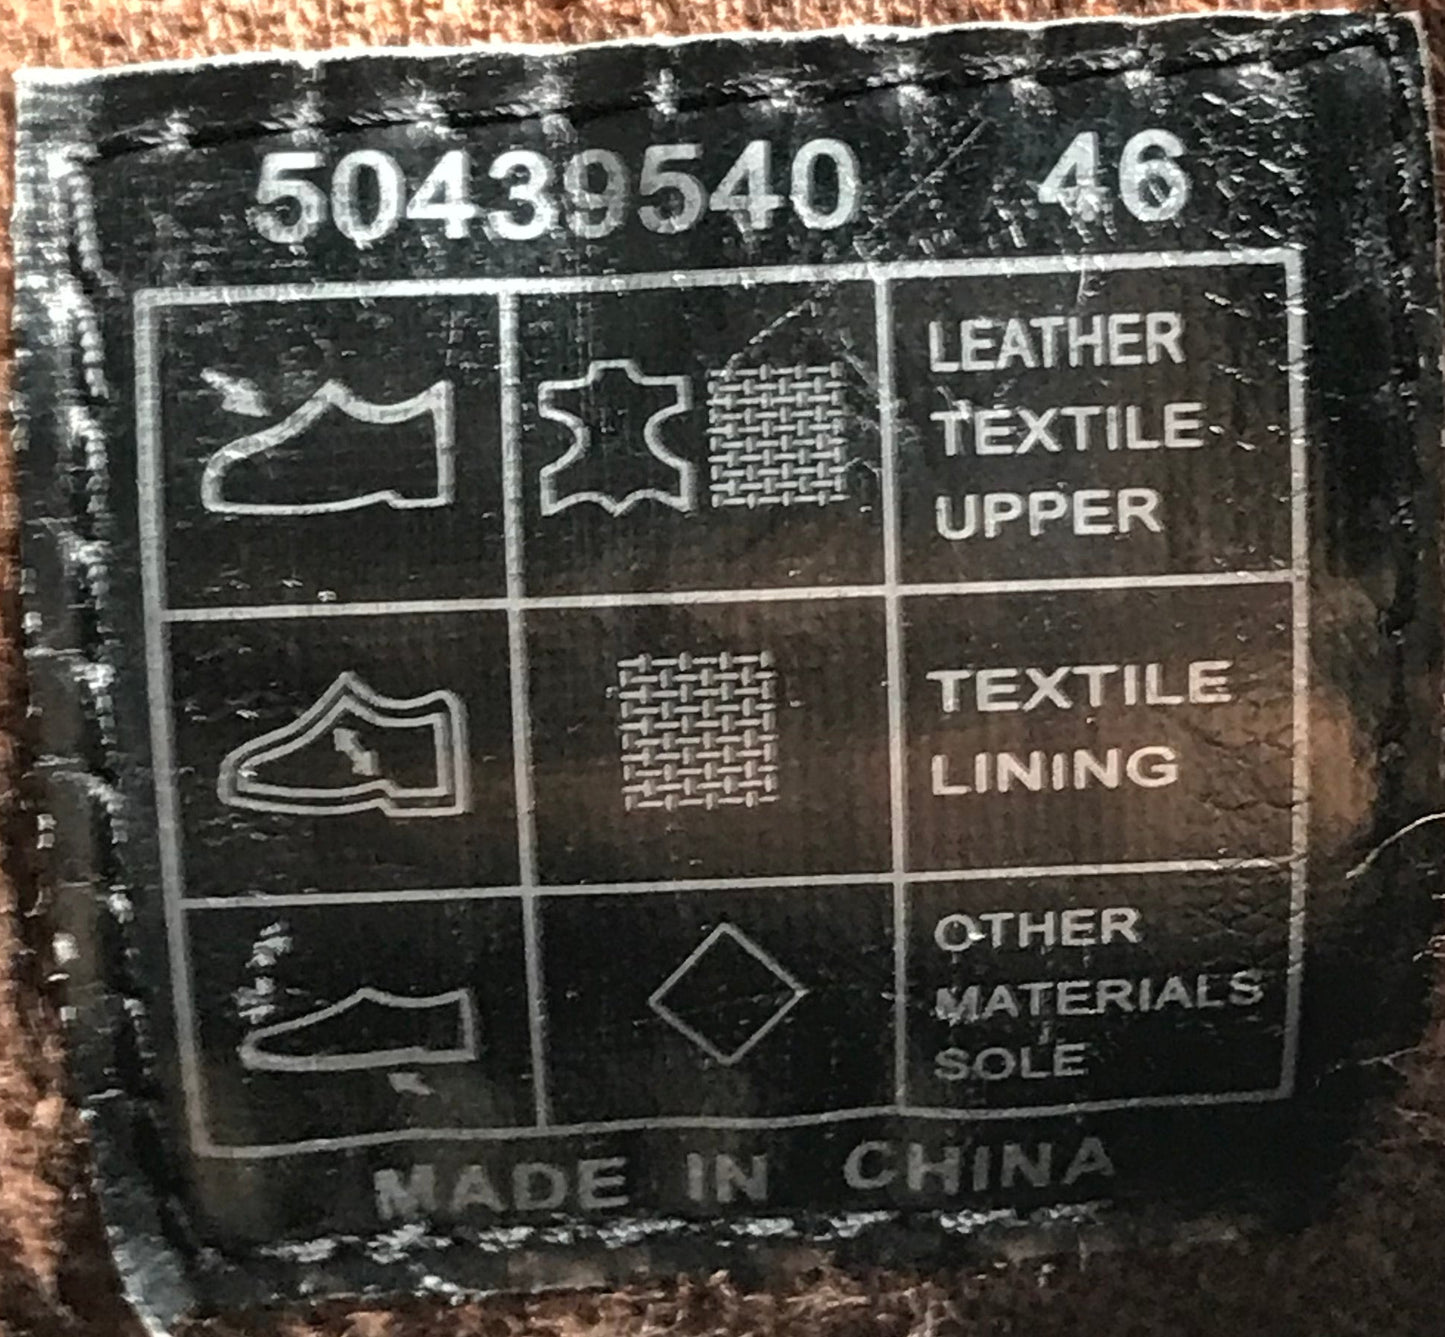 50439540 46
LEATHER
TEXTILE
UPPER
TEXTILE
LINING
OTHER
MATERIALS
SOLE
MADE IN CHINA